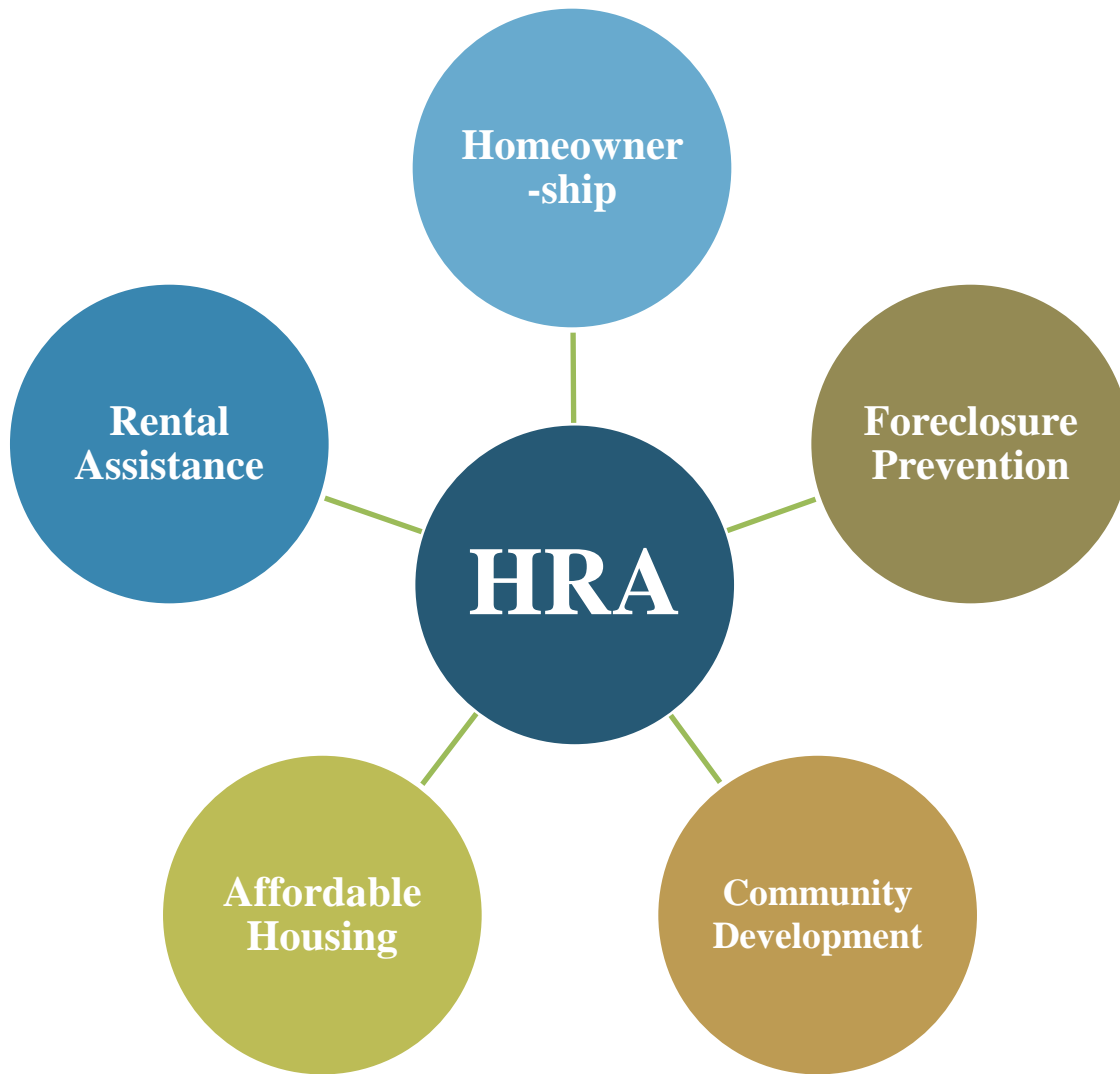 Homeowner
-ship
Rental
Assistance
Foreclosure
Prevention
HRA
Affordable
Housing
Community
Development